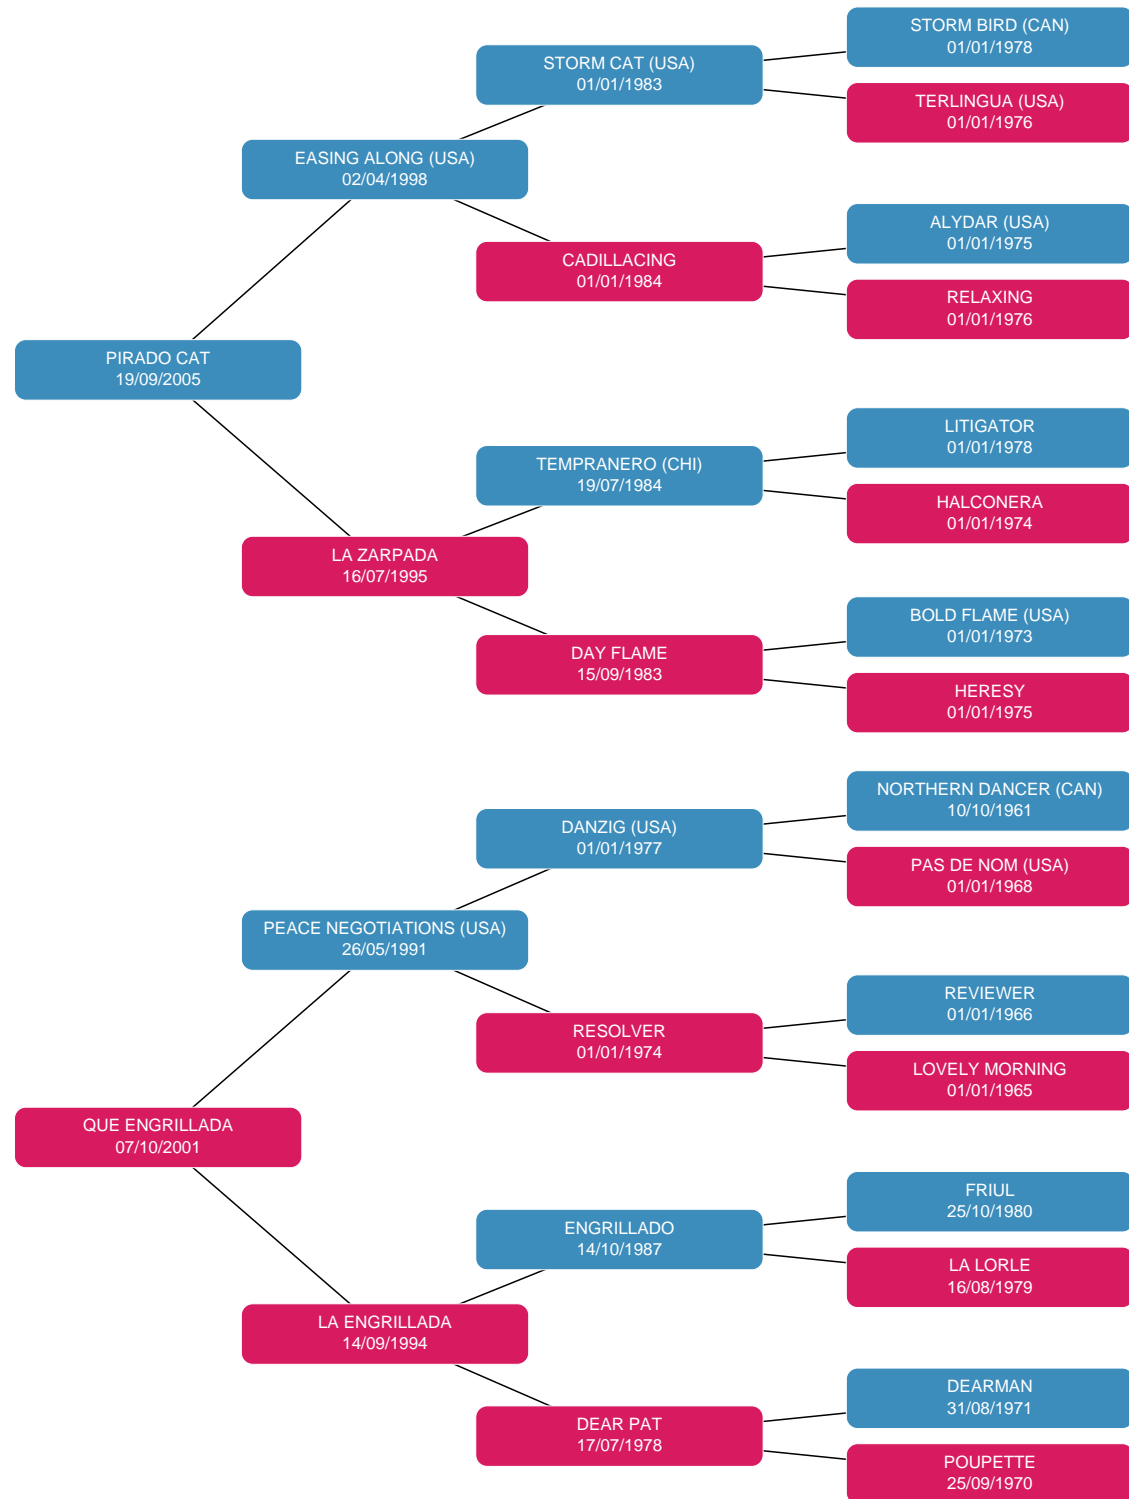 STORM BIRD (CAN)
01/01/1978
STORM CAT (USA)
01/01/1983
TERLINGUA (USA)
01/01/1976
EASING ALONG (USA)
02/04/1998
ALYDAR (USA)
01/01/1975
CADILLACING
01/01/1984
RELAXING
01/01/1976
PIRADO CAT
19/09/2005
LITIGATOR
01/01/1978
TEMPRANERO (CHI)
19/07/1984
HALCONERA
01/01/1974
LA ZARPADA
16/07/1995
BOLD FLAME (USA)
01/01/1973
DAY FLAME
15/09/1983
HERESY
01/01/1975
NORTHERN DANCER (CAN)
10/10/1961
DANZIG (USA)
01/01/1977
PAS DE NOM (USA)
01/01/1968
PEACE NEGOTIATIONS (USA)
26/05/1991
REVIEWER
01/01/1966
RESOLVER
01/01/1974
LOVELY MORNING
01/01/1965
QUE ENGRILLADA
07/10/2001
FRIUL
25/10/1980
ENGRILLADO
14/10/1987
LA LORLE
16/08/1979
LA ENGRILLADA
14/09/1994
DEARMAN
31/08/1971
DEAR PAT
17/07/1978
POUPETTE
25/09/1970